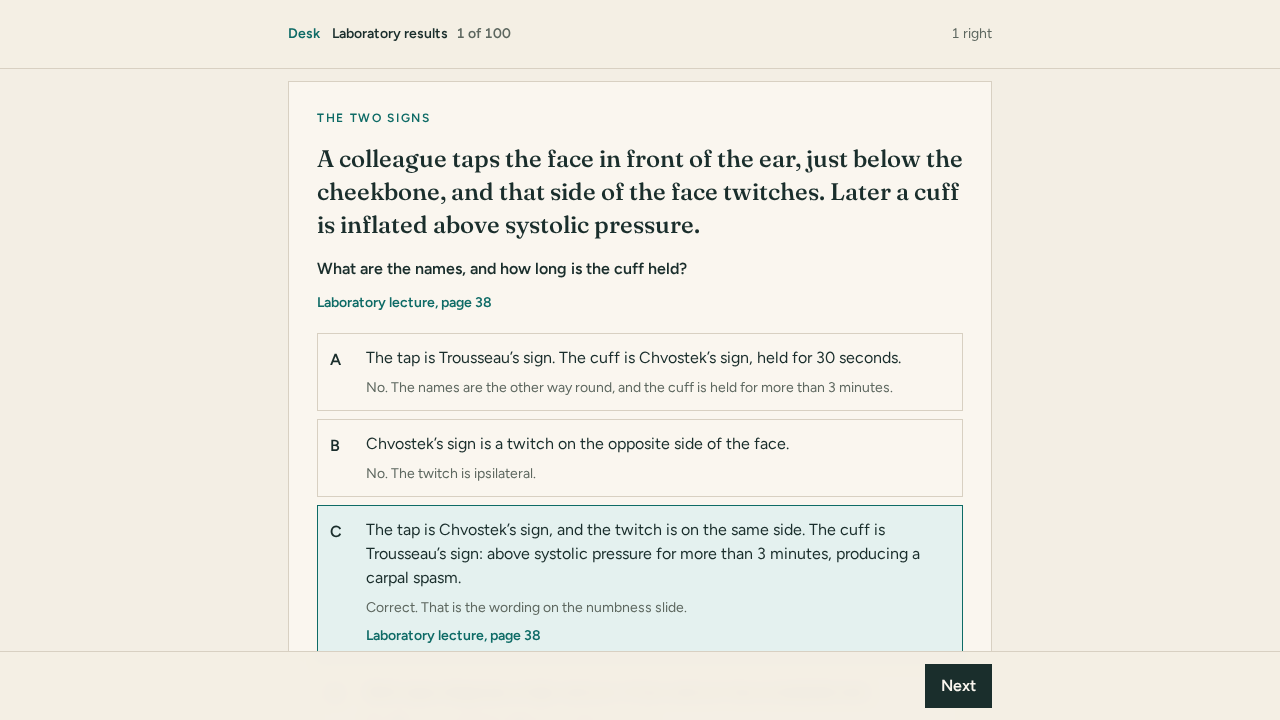 Desk Laboratory results 1 of 100
1 right
THE TWO SIGNS
A colleague taps the face in front of the ear, just below the
cheekbone, and that side of the face twitches. Later a cuff
is inflated above systolic pressure.
What are the names, and how long is the cuff held?
Laboratory lecture, page 38
A
The tap is Trousseau’s sign. The cuff is Chvostek’s sign, held for 30 seconds.
No. The names are the other way round, and the cuff is held for more than 3 minutes.
B
Chvostek’s sign is a twitch on the opposite side of the face.
No. The twitch is ipsilateral.
C
The tap is Chvostek’s sign, and the twitch is on the same side. The cuff is
Trousseau’s sign: above systolic pressure for more than 3 minutes, producing a
carpal spasm.
Correct. That is the wording on the numbness slide.
Laboratory lecture, page 38
Next